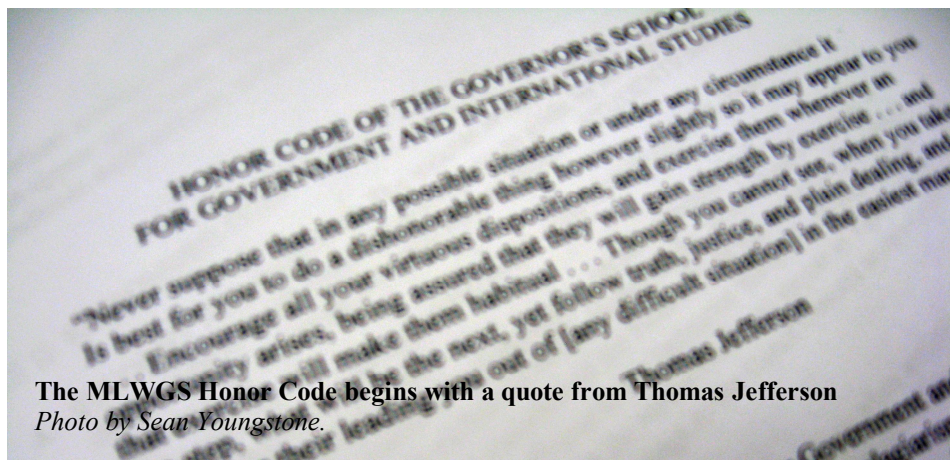 HONOR CODE OF THE GOVERNOR'S SCHOOL
FOR GOVERNMENT AND INTERNATIONAL STUDIES
"Never suppose that in any possible situation or under any circumstance it
is best for you to do a dishonorable thing however slightly so it may appear to you
. Encourage all your virtuous dispositions, and exercise them whenever an
arises, being assured that they will gain strength by exercise . . . and
that will make them habitual . . . Though you cannot see, when you take
step, will be the next, yet follow truth, justice, and plain dealing, and
their leading you out of [any difficult situation] in the easiest
Thomas Jefferson
Government
The MLWGS Honor Code begins with a quote from Thomas Jefferson
Photo by Sean Youngstone.